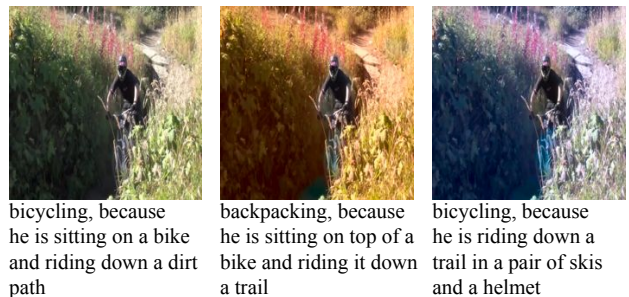 bicycling, because
he is sitting on a bike
and riding down a dirt
path
backpacking, because
he is sitting on top of a
bike and riding it down
a trail
bicycling, because
he is riding down a
trail in a pair of skis
and a helmet